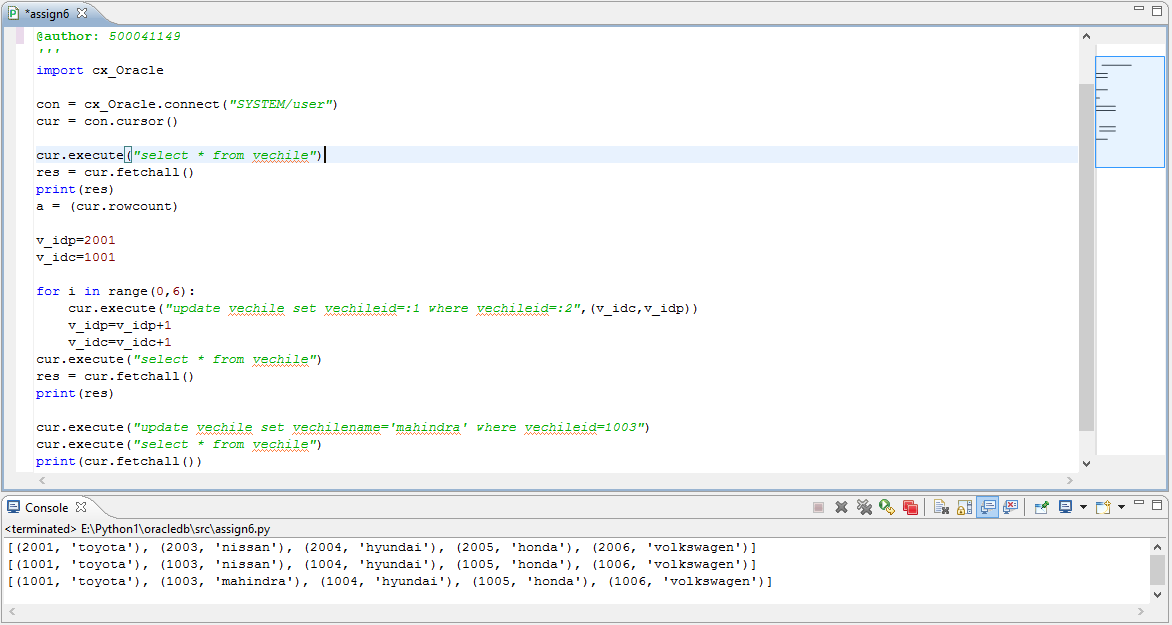 *assign6
@author: 500041149
'''
import cx_Oracle
con = cx_Oracle.connect("SYSTEM/user")
cur = con.cursor()
cur.execute("select * from vechile")
res = cur.fetchall()
print(res)
a = (cur.rowcount)
v_idp=2001
v_idc=1001
for i in range(0,6):
    cur.execute("update vechile set vechileid=:1 where vechileid=:2",(v_idc,v_idp))
    v_idp=v_idp+1
    v_idc=v_idc+1
cur.execute("select * from vechile")
res = cur.fetchall()
print(res)
cur.execute("update vechile set vechilename='mahindra' where vechileid=1003")
cur.execute("select * from vechile")
print(cur.fetchall())
Console
<terminated> E:\Python1\oracledb\src\assign6.py
[(2001, 'toyota'), (2003, 'nissan'), (2004, 'hyundai'), (2005, 'honda'), (2006, 'volkswagen')]
[(1001, 'toyota'), (1003, 'nissan'), (1004, 'hyundai'), (1005, 'honda'), (1006, 'volkswagen')]
[(1001, 'toyota'), (1003, 'mahindra'), (1004, 'hyundai'), (1005, 'honda'), (1006, 'volkswagen')]